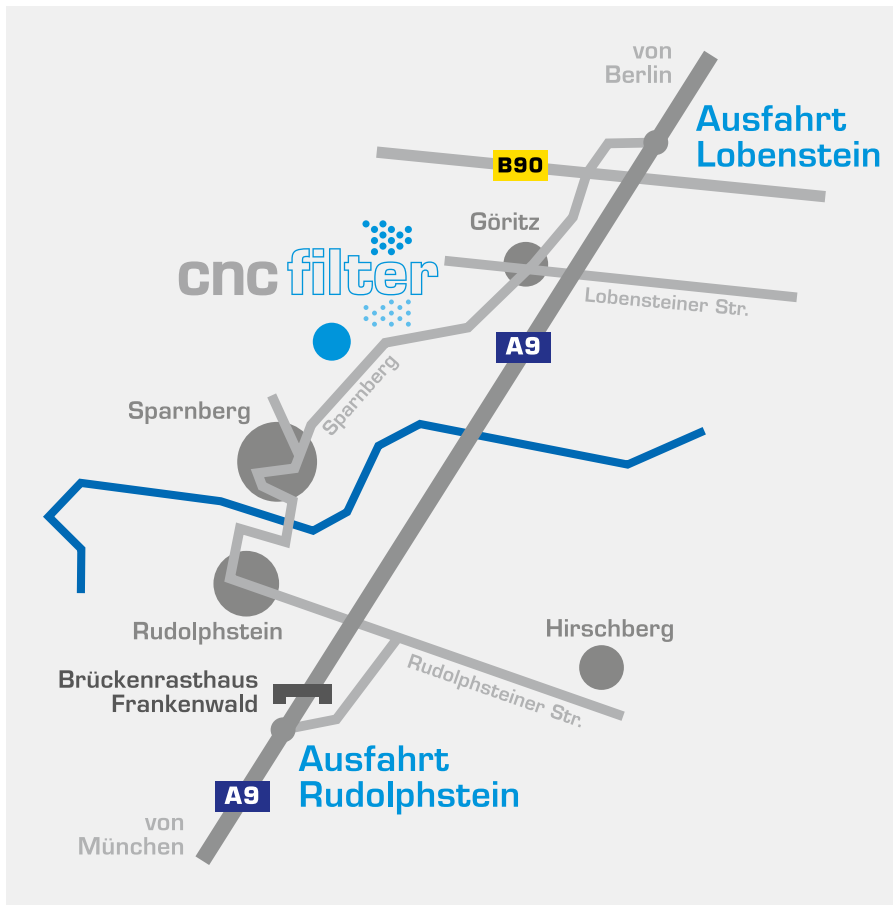 von
Berlin
Ausfahrt
Lobenstein
B90
Göritz
cnc filter
Lobensteiner Str.
A9
Sparnberg
Sparnberg
Rudolphstein
Hirschberg
Rudolphsteiner Str.
Brückenrasthaus
Frankenwald
Ausfahrt
Rudolphstein
A9
von
München